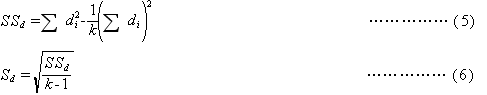 SS_d = ∑ d_i^2 - 1/k (∑ d_i)^2 …………… (5)
S_d = √(SS_d / (k-1)) …………… (6)